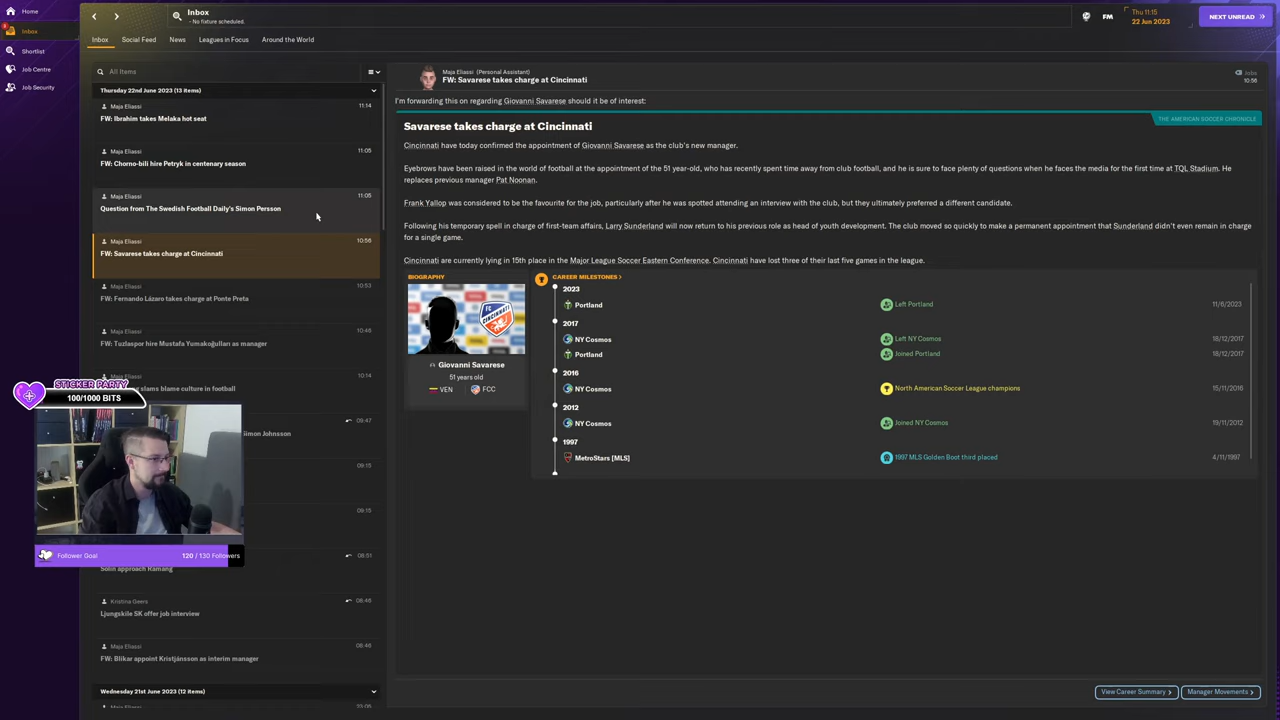 Home
Inbox
Shortlist
Job Centre
Job Security
Inbox
- No fixture scheduled.
FM
Thu 11:15
22 Jun 2023
NEXT UNREAD
Inbox
Social Feed
News
Leagues in Focus
Around the World
All Items
Thursday 22nd June 2023 (13 items)
Maja Eliassi
11:14
FW: Ibrahim takes Melaka hot seat
Maja Eliassi
11:05
FW: Chorno-bili hire Petryk in centenary season
Maja Eliassi
11:05
Question from The Swedish Football Daily's Simon Persson
Maja Eliassi
10:56
FW: Savarese takes charge at Cincinnati
Maja Eliassi
10:53
FW: Fernando Lázaro takes charge at Ponte Preta
Maja Eliassi
10:48
FW: Tuzlaspor hire Mustafa Yumakoğulları as manager
Maja Eliassi
10:14
slams blame culture in football
09:47
Johnsson
09:15
09:15
08:51
Solin approach Ramang
Kristina Geers
08:46
Ljungskile SK offer job interview
Maja Eliassi
08:46
FW: Blikar appoint Kristjánsson as interim manager
Wednesday 21st June 2023 (12 items)
Maja Eliassi
23:05
STICKER PARTY
100/1000 BITS
Follower Goal
120 / 130 Followers
Maja Eliassi (Personal Assistant)
FW: Savarese takes charge at Cincinnati
Jobs
10:56
I'm forwarding this on regarding Giovanni Savarese should it be of interest:
THE AMERICAN SOCCER CHRONICLE
Savarese takes charge at Cincinnati
Cincinnati have today confirmed the appointment of Giovanni Savarese as the club's new manager.
Eyebrows have been raised in the world of football at the appointment of the 51 year-old, who has recently spent time away from club football, and he is sure to face plenty of questions when he faces the media for the first time at TQL Stadium. He
replaces previous manager Pat Noonan.
Frank Yallop was considered to be the favourite for the job, particularly after he was spotted attending an interview with the club, but they ultimately preferred a different candidate.
Following his temporary spell in charge of first-team affairs, Larry Sunderland will now return to his previous role as head of youth development. The club moved so quickly to make a permanent appointment that Sunderland didn't even remain in charge
for a single game.
Cincinnati are currently lying in 15th place in the Major League Soccer Eastern Conference. Cincinnati have lost three of their last five games in the league.
BIOGRAPHY
Giovanni Savarese
51 years old
VEN
FCC
CAREER MILESTONES
2023
Portland
Left Portland
11/6/2023
2017
NY Cosmos
Left NY Cosmos
18/12/2017
Portland
Joined Portland
18/12/2017
2016
NY Cosmos
North American Soccer League champions
15/11/2016
2012
NY Cosmos
Joined NY Cosmos
19/11/2012
1997
MetroStars [MLS]
1997 MLS Golden Boot third placed
4/11/1997
View Career Summary
Manager Movements